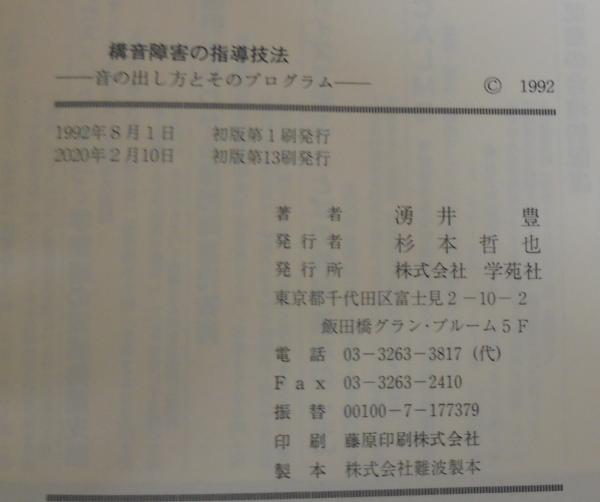 構音障害の指導技法
──音の出し方とそのプログラム──
© 1992
1992年8月1日 初版第1刷発行
2020年2月10日 初版第13刷発行
著者 湧井豊
発行者 杉本哲也
発行所 株式会社 学苑社
東京都千代田区富士見2-10-2
飯田橋グラン・ブルーム5F
電話 03-3263-3817 (代)
Fax 03-3263-2410
振替 00100-7-177379
印刷 藤原印刷株式会社
製本 株式会社難波製本